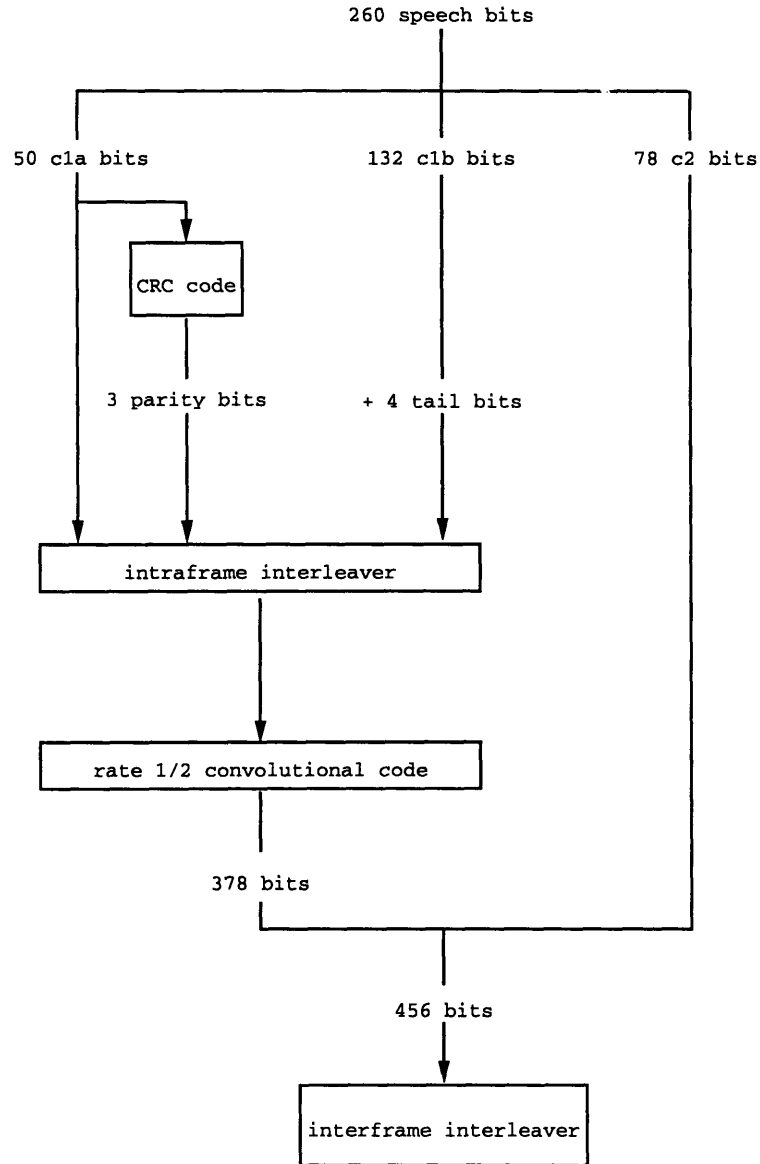 260 speech bits
50 c1a bits
132 c1b bits
78 c2 bits
CRC code
3 parity bits
+ 4 tail bits
intraframe interleaver
rate 1/2 convolutional code
378 bits
456 bits
interframe interleaver